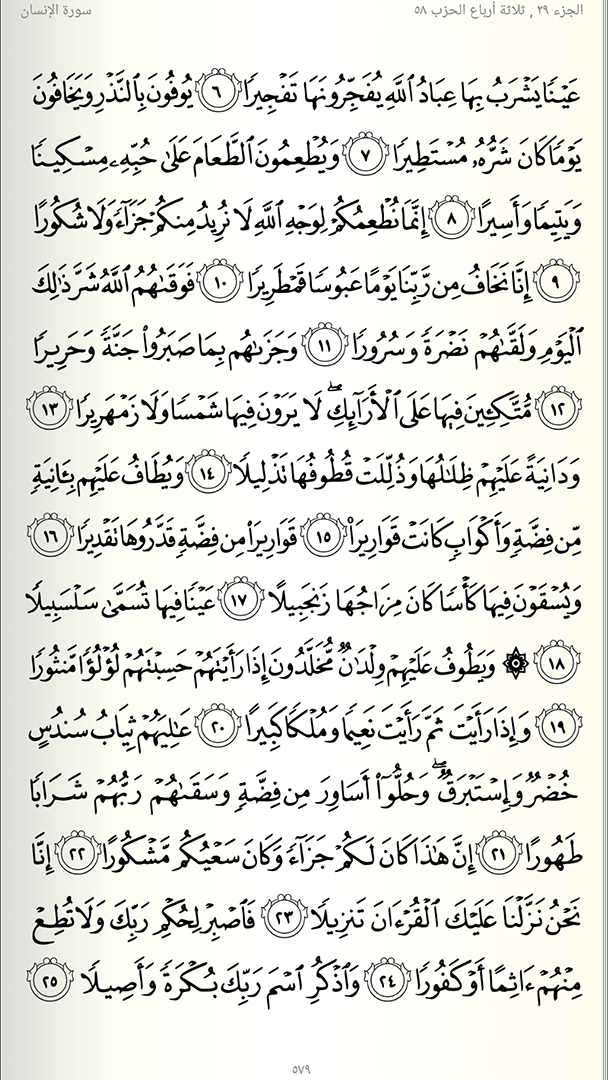 الجزء ٢٩ , ثلاثة أرباع الحزب ٥٨
سورة الإنسان
عَيْنًا يَشْرَبُ بِهَا عِبَادُ ٱللَّهِ يُفَجِّرُونَهَا تَفْجِيرًا ٦ يُوفُونَ بِٱلنَّذْرِ وَيَخَافُونَ
يَوْمًا كَانَ شَرُّهُۥ مُسْتَطِيرًا ٧ وَيُطْعِمُونَ ٱلطَّعَامَ عَلَىٰ حُبِّهِۦ مِسْكِينًا
وَيَتِيمًا وَأَسِيرًا ٨ إِنَّمَا نُطْعِمُكُمْ لِوَجْهِ ٱللَّهِ لَا نُرِيدُ مِنكُمْ جَزَآءً وَلَا شُكُورًا
٩ إِنَّا نَخَافُ مِن رَّبِّنَا يَوْمًا عَبُوسًا قَمْطَرِيرًا ١٠ فَوَقَىٰهُمُ ٱللَّهُ شَرَّ ذَٰلِكَ
ٱلْيَوْمِ وَلَقَّىٰهُمْ نَضْرَةً وَسُرُورًا ١١ وَجَزَىٰهُم بِمَا صَبَرُوا۟ جَنَّةً وَحَرِيرًا
١٢ مُّتَّكِـِٔينَ فِيهَا عَلَى ٱلْأَرَآئِكِ ۖ لَا يَرَوْنَ فِيهَا شَمْسًا وَلَا زَمْهَرِيرًا ١٣
وَدَانِيَةً عَلَيْهِمْ ظِلَٰلُهَا وَذُلِّلَتْ قُطُوفُهَا تَذْلِيلًا ١٤ وَيُطَافُ عَلَيْهِم بِـَٔانِيَةٍ
مِّن فِضَّةٍ وَأَكْوَابٍ كَانَتْ قَوَارِيرَا۠ ١٥ قَوَارِيرَا۟ مِن فِضَّةٍ قَدَّرُوهَا تَقْدِيرًا ١٦
وَيُسْقَوْنَ فِيهَا كَأْسًا كَانَ مِزَاجُهَا زَنجَبِيلًا ١٧ عَيْنًا فِيهَا تُسَمَّىٰ سَلْسَبِيلًا
١٨ ۞ وَيَطُوفُ عَلَيْهِمْ وِلْدَٰنٌ مُّخَلَّدُونَ إِذَا رَأَيْتَهُمْ حَسِبْتَهُمْ لُؤْلُؤًا مَّنثُورًا
١٩ وَإِذَا رَأَيْتَ ثَمَّ رَأَيْتَ نَعِيمًا وَمُلْكًا كَبِيرًا ٢٠ عَٰلِيَهُمْ ثِيَابُ سُندُسٍ
خُضْرٌ وَإِسْتَبْرَقٌ ۖ وَحُلُّوٓا۟ أَسَاوِرَ مِن فِضَّةٍ وَسَقَىٰهُمْ رَبُّهُمْ شَرَابًا
طَهُورًا ٢١ إِنَّ هَٰذَا كَانَ لَكُمْ جَزَآءً وَكَانَ سَعْيُكُم مَّشْكُورًا ٢٢ إِنَّا
نَحْنُ نَزَّلْنَا عَلَيْكَ ٱلْقُرْءَانَ تَنزِيلًا ٢٣ فَٱصْبِرْ لِحُكْمِ رَبِّكَ وَلَا تُطِعْ
مِنْهُمْ ءَاثِمًا أَوْ كَفُورًا ٢٤ وَٱذْكُرِ ٱسْمَ رَبِّكَ بُكْرَةً وَأَصِيلًا ٢٥
٥٧٩